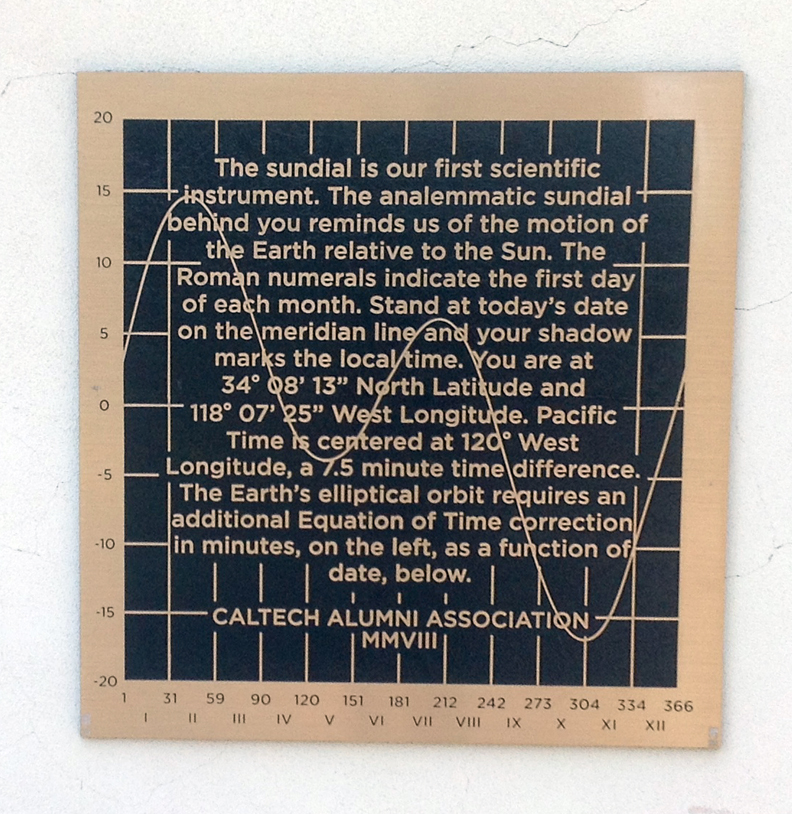 20
15
10
5
0
-5
-10
-15
-20
The sundial is our first scientific
instrument. The analemmatic sundial
behind you reminds us of the motion of
the Earth relative to the Sun. The
Roman numerals indicate the first day
of each month. Stand at today's date
on the meridian line and your shadow
marks the local time. You are at
34° 08' 13" North Latitude and
118° 07' 25" West Longitude. Pacific
Time is centered at 120° West
Longitude, a 7.5 minute time difference.
The Earth's elliptical orbit requires an
additional Equation of Time correction
in minutes, on the left, as a function of
date, below.
CALTECH ALUMNI ASSOCIATION
MMVIII
1 31 59 90 120 151 181 212 242 273 304 334 366
I II III IV V VI VII VIII IX X XI XII